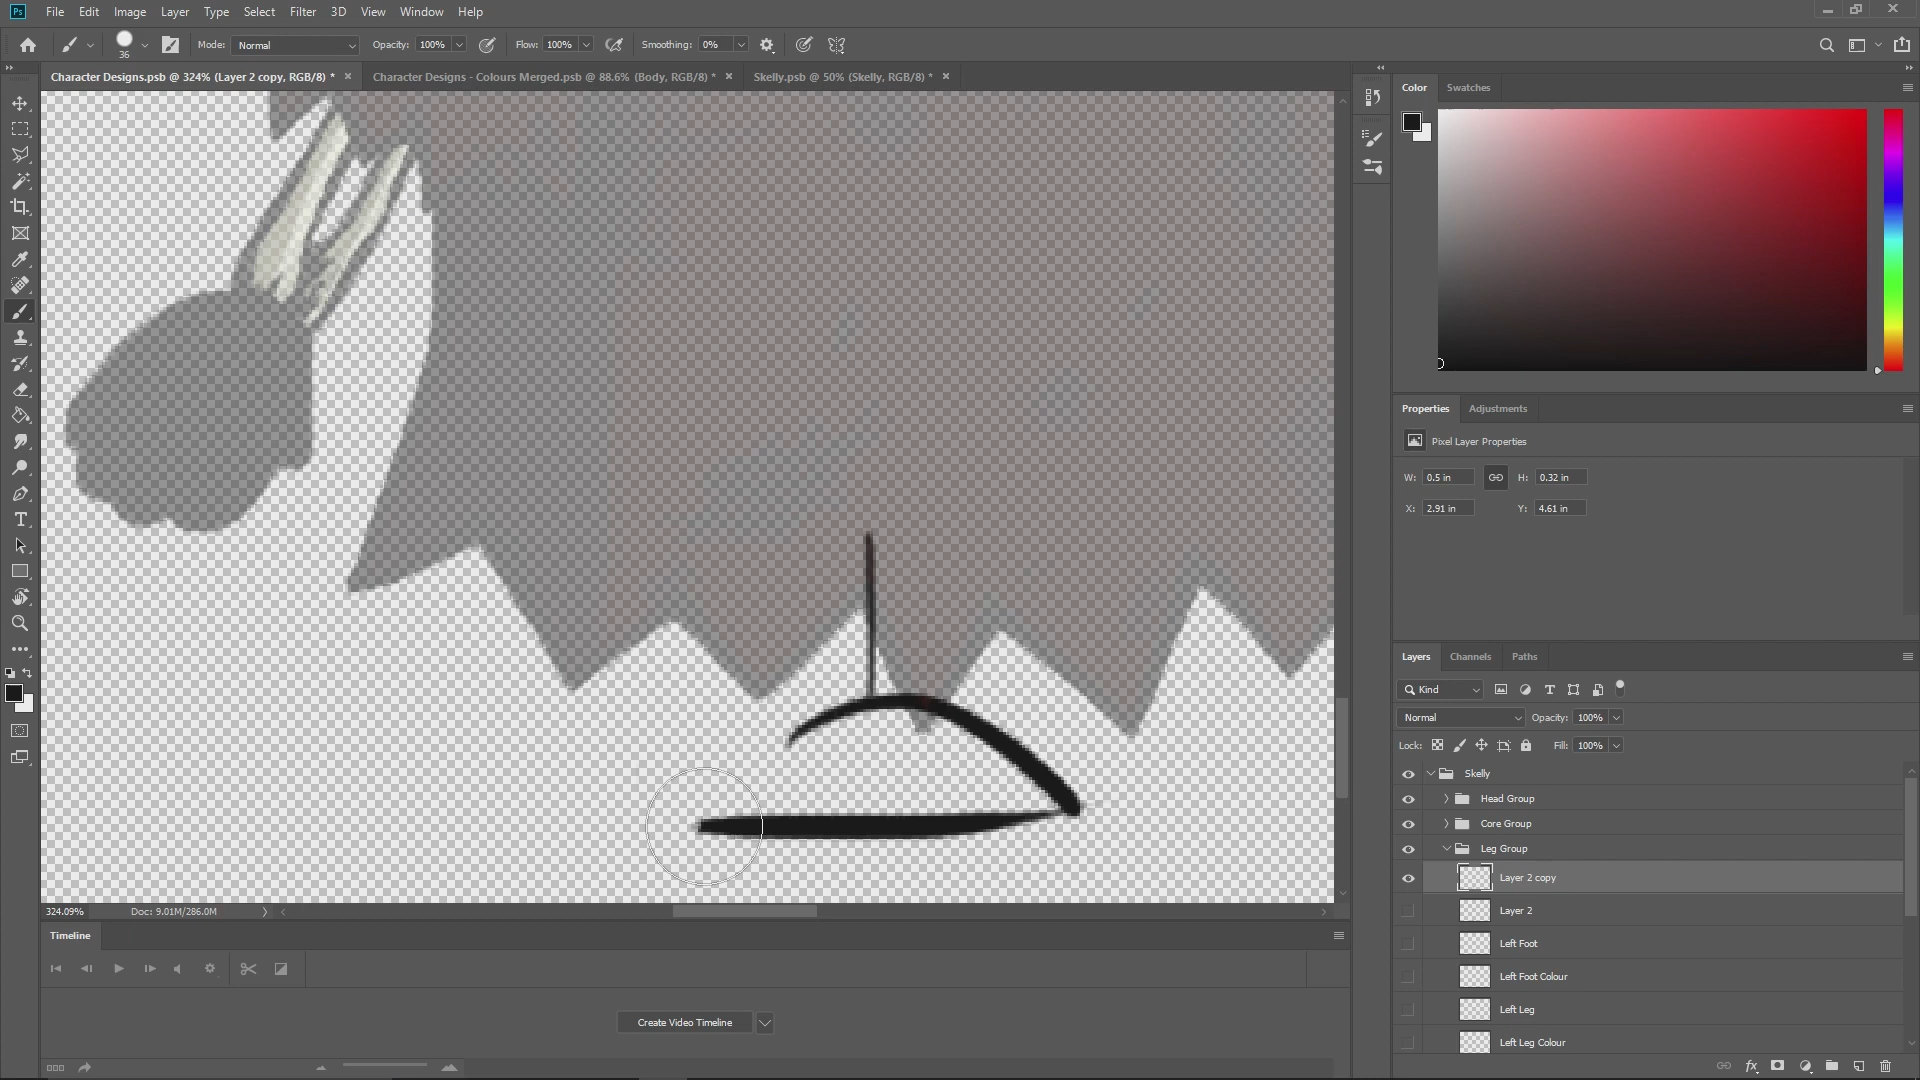 Ps File Edit Image Layer Type Select Filter 3D View Window Help
36 Mode: Normal Opacity: 100% Flow: 100% Smoothing: 0%
Character Designs.psb @ 324% (Layer 2 copy, RGB/8) * × Character Designs - Colours Merged.psb @ 88.6% (Body, RGB/8) * × Skelly.psb @ 50% (Skelly, RGB/8) * ×
Color Swatches
Properties Adjustments
Pixel Layer Properties
W: 0.5 in H: 0.32 in
X: 2.91 in Y: 4.61 in
Layers Channels Paths
Kind
Normal Opacity: 100%
Lock: Fill: 100%
Skelly
Head Group
Core Group
Leg Group
Layer 2 copy
Layer 2
Left Foot
Left Foot Colour
Left Leg
Left Leg Colour
324.09% Doc: 9.01M/286.0M
Timeline
Create Video Timeline